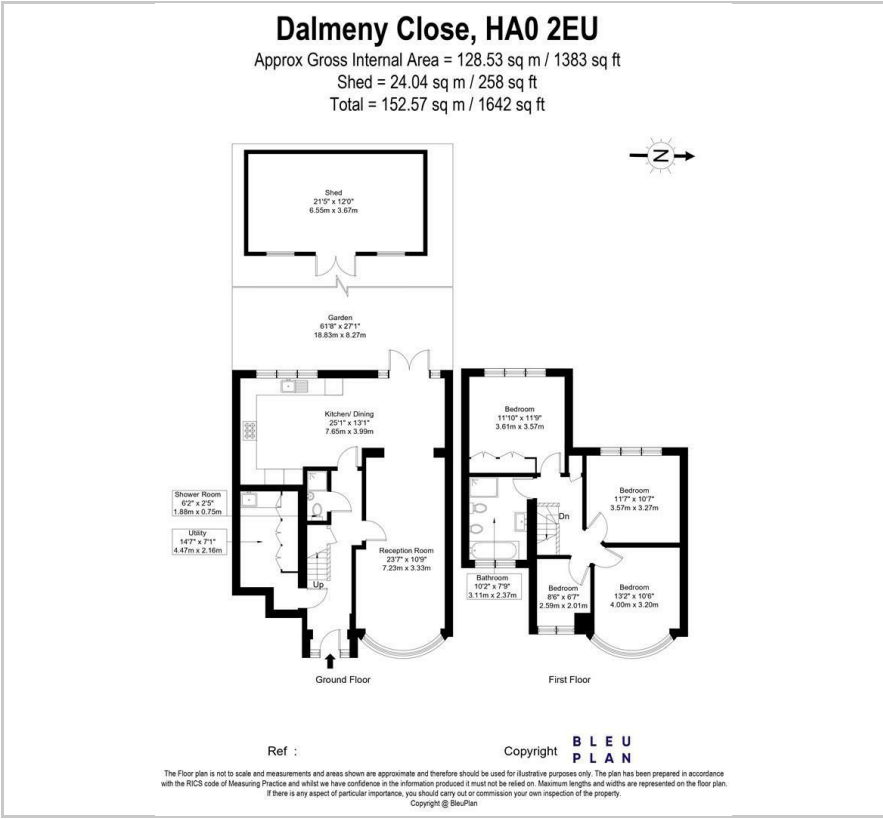 Dalmeny Close, HA0 2EU
Approx Gross Internal Area = 128.53 sq m / 1383 sq ft
Shed = 24.04 sq m / 258 sq ft
Total = 152.57 sq m / 1642 sq ft
N
Shed
21'5" x 12'0"
6.55m x 3.67m
Garden
61'8" x 27'1"
18.83m x 8.27m
Kitchen/ Dining
25'1" x 13'1"
7.65m x 3.99m
Shower Room
6'2" x 2'5"
1.88m x 0.75m
Utility
14'7" x 7'1"
4.47m x 2.16m
Reception Room
23'7" x 10'9"
7.23m x 3.33m
Up
Ground Floor
Bedroom
11'10" x 11'9"
3.61m x 3.57m
Bedroom
11'7" x 10'7"
3.57m x 3.27m
Dn
Bathroom
10'2" x 7'9"
3.11m x 2.37m
Bedroom
8'6" x 6'7"
2.59m x 2.01m
Bedroom
13'2" x 10'6"
4.00m x 3.20m
First Floor
Ref :
Copyright
BLEU
PLAN
The Floor plan is not to scale and measurements and areas shown are approximate and therefore should be used for illustrative purposes only. The plan has been prepared in accordance
with the RICS code of Measuring Practice and whilst we have confidence in the information produced it must not be relied on. Maximum lengths and widths are represented on the floor plan.
If there is any aspect of particular importance, you should carry out or commission your own inspection of the property.
Copyright @ BleuPlan